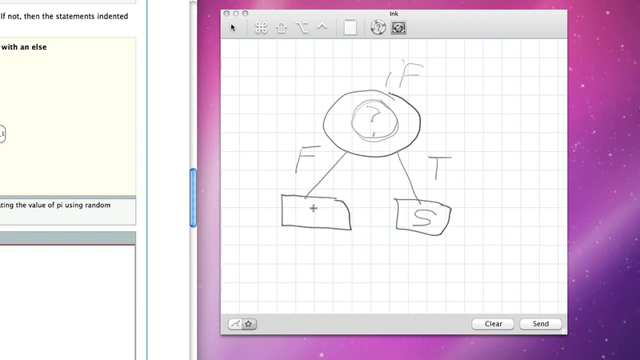 If not, then the statements indented
with an else
_1
ating the value of pi using random
Ink
iF
?
F
T
S
Clear
Send